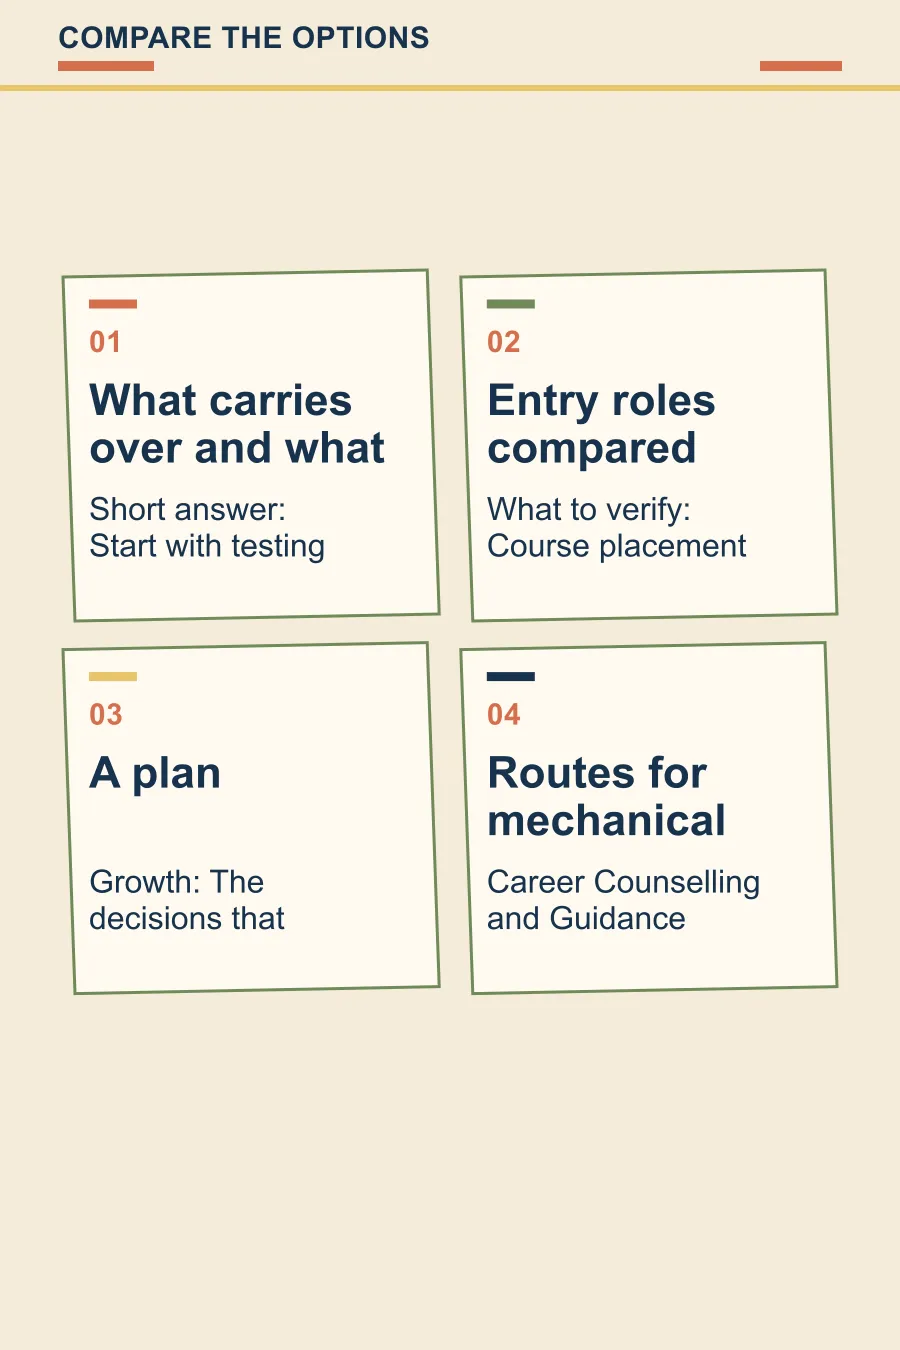 COMPARE THE OPTIONS
01
What carries
over and what
Short answer:
Start with testing
02
Entry roles
compared
What to verify:
Course placement
03
A plan
Growth: The
decisions that
04
Routes for
mechanical
Career Counselling
and Guidance